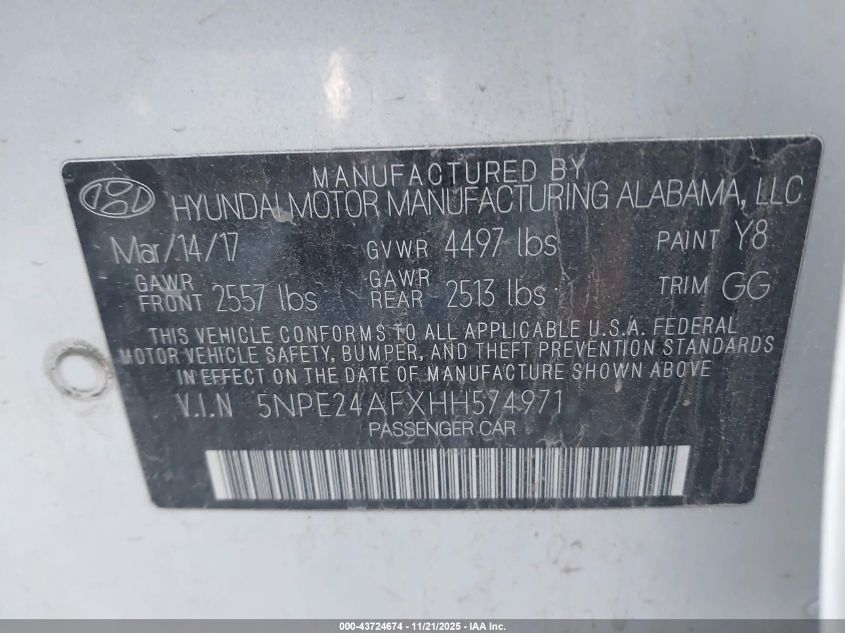 MANUFACTURED BY
HYUNDAI MOTOR MANUFACTURING ALABAMA, LLC
Mar/14/17 GVWR 4497 lbs PAINT Y8
GAWR FRONT 2557 lbs GAWR REAR 2513 lbs TRIM GG
THIS VEHICLE CONFORMS TO ALL APPLICABLE U.S.A. FEDERAL
MOTOR VEHICLE SAFETY, BUMPER, AND THEFT PREVENTION STANDARDS
IN EFFECT ON THE DATE OF MANUFACTURE SHOWN ABOVE
V.I.N 5NPE24AFXHH574971
PASSENGER CAR
000-43724674 - 11/21/2025 - IAA Inc.